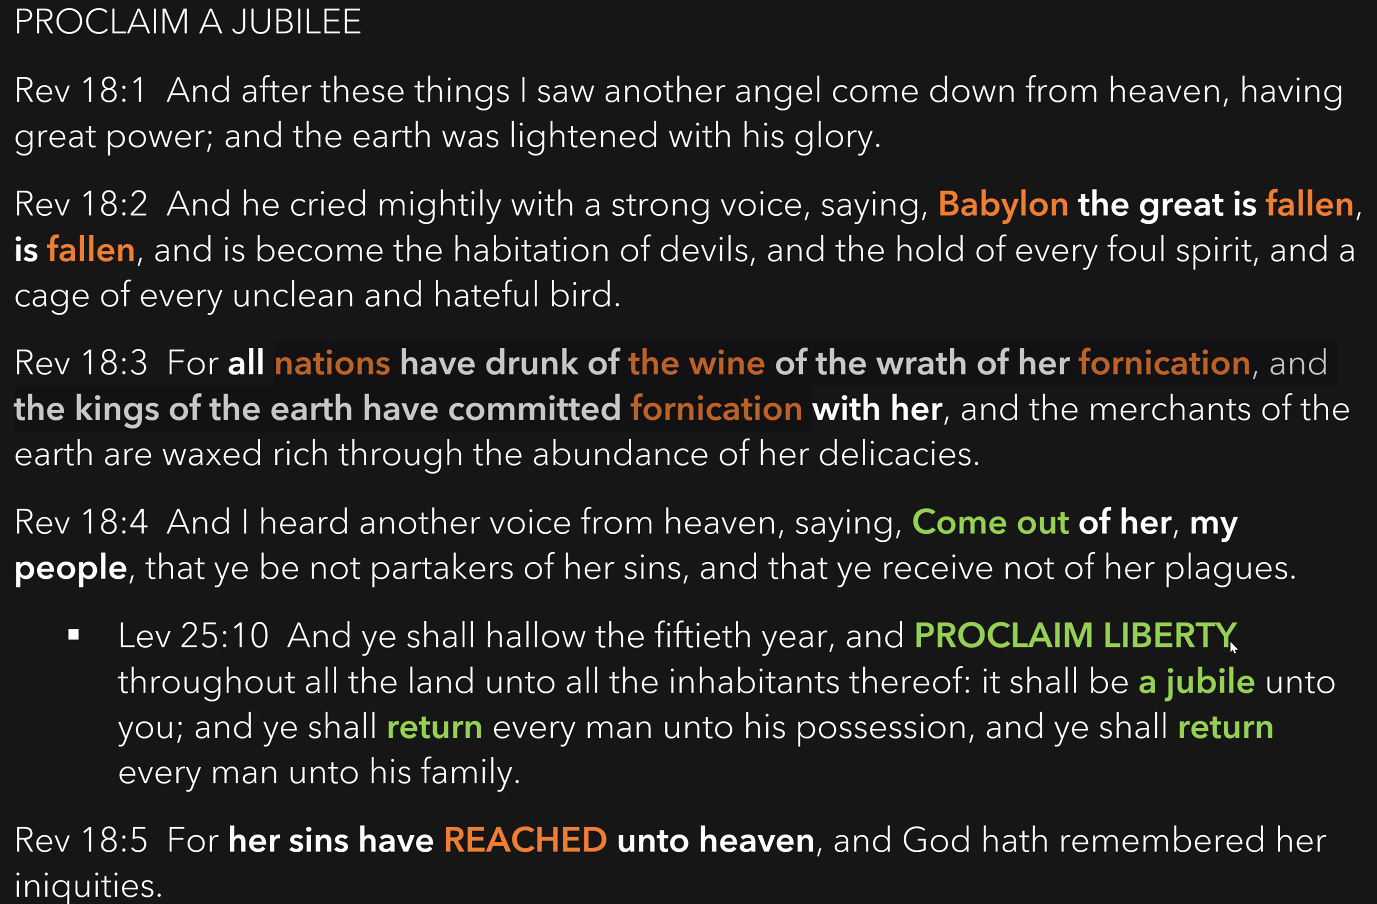 PROCLAIM A JUBILEE
Rev 18:1  And after these things I saw another angel come down from heaven, having
great power; and the earth was lightened with his glory.
Rev 18:2  And he cried mightily with a strong voice, saying, Babylon the great is fallen,
is fallen, and is become the habitation of devils, and the hold of every foul spirit, and a
cage of every unclean and hateful bird.
Rev 18:3  For all nations have drunk of the wine of the wrath of her fornication, and
the kings of the earth have committed fornication with her, and the merchants of the
earth are waxed rich through the abundance of her delicacies.
Rev 18:4  And I heard another voice from heaven, saying, Come out of her, my
people, that ye be not partakers of her sins, and that ye receive not of her plagues.
▪ Lev 25:10  And ye shall hallow the fiftieth year, and PROCLAIM LIBERTY
throughout all the land unto all the inhabitants thereof: it shall be a jubile unto
you; and ye shall return every man unto his possession, and ye shall return
every man unto his family.
Rev 18:5  For her sins have REACHED unto heaven, and God hath remembered her
iniquities.